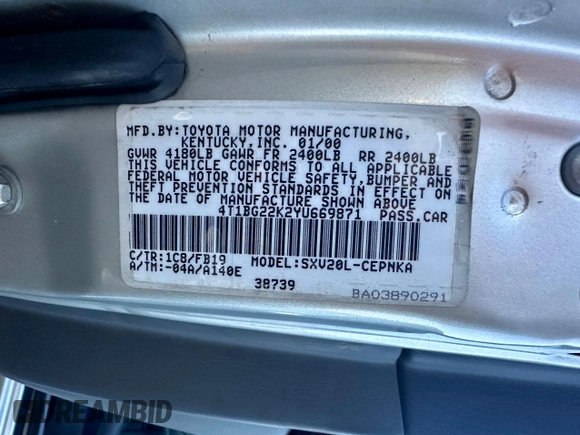 MFD.BY:TOYOTA MOTOR MANUFACTURING,
KENTUCKY,INC. 01/00
GVWR 4180LB GAWR FR 2400LB RR 2400LB
THIS VEHICLE CONFORMS TO ALL APPLICABLE
FEDERAL MOTOR VEHICLE SAFETY,BUMPER AND
THEFT PREVENTION STANDARDS IN EFFECT ON
THE DATE OF MANUFACTURE SHOWN ABOVE
4T1BG22K2YU669871 PASS.CAR
C/TR:1C8/FB19 MODEL:SXV20L-CEPNKA
A/TM:-04A/A140E
38739
BA03890291
DREAMBID